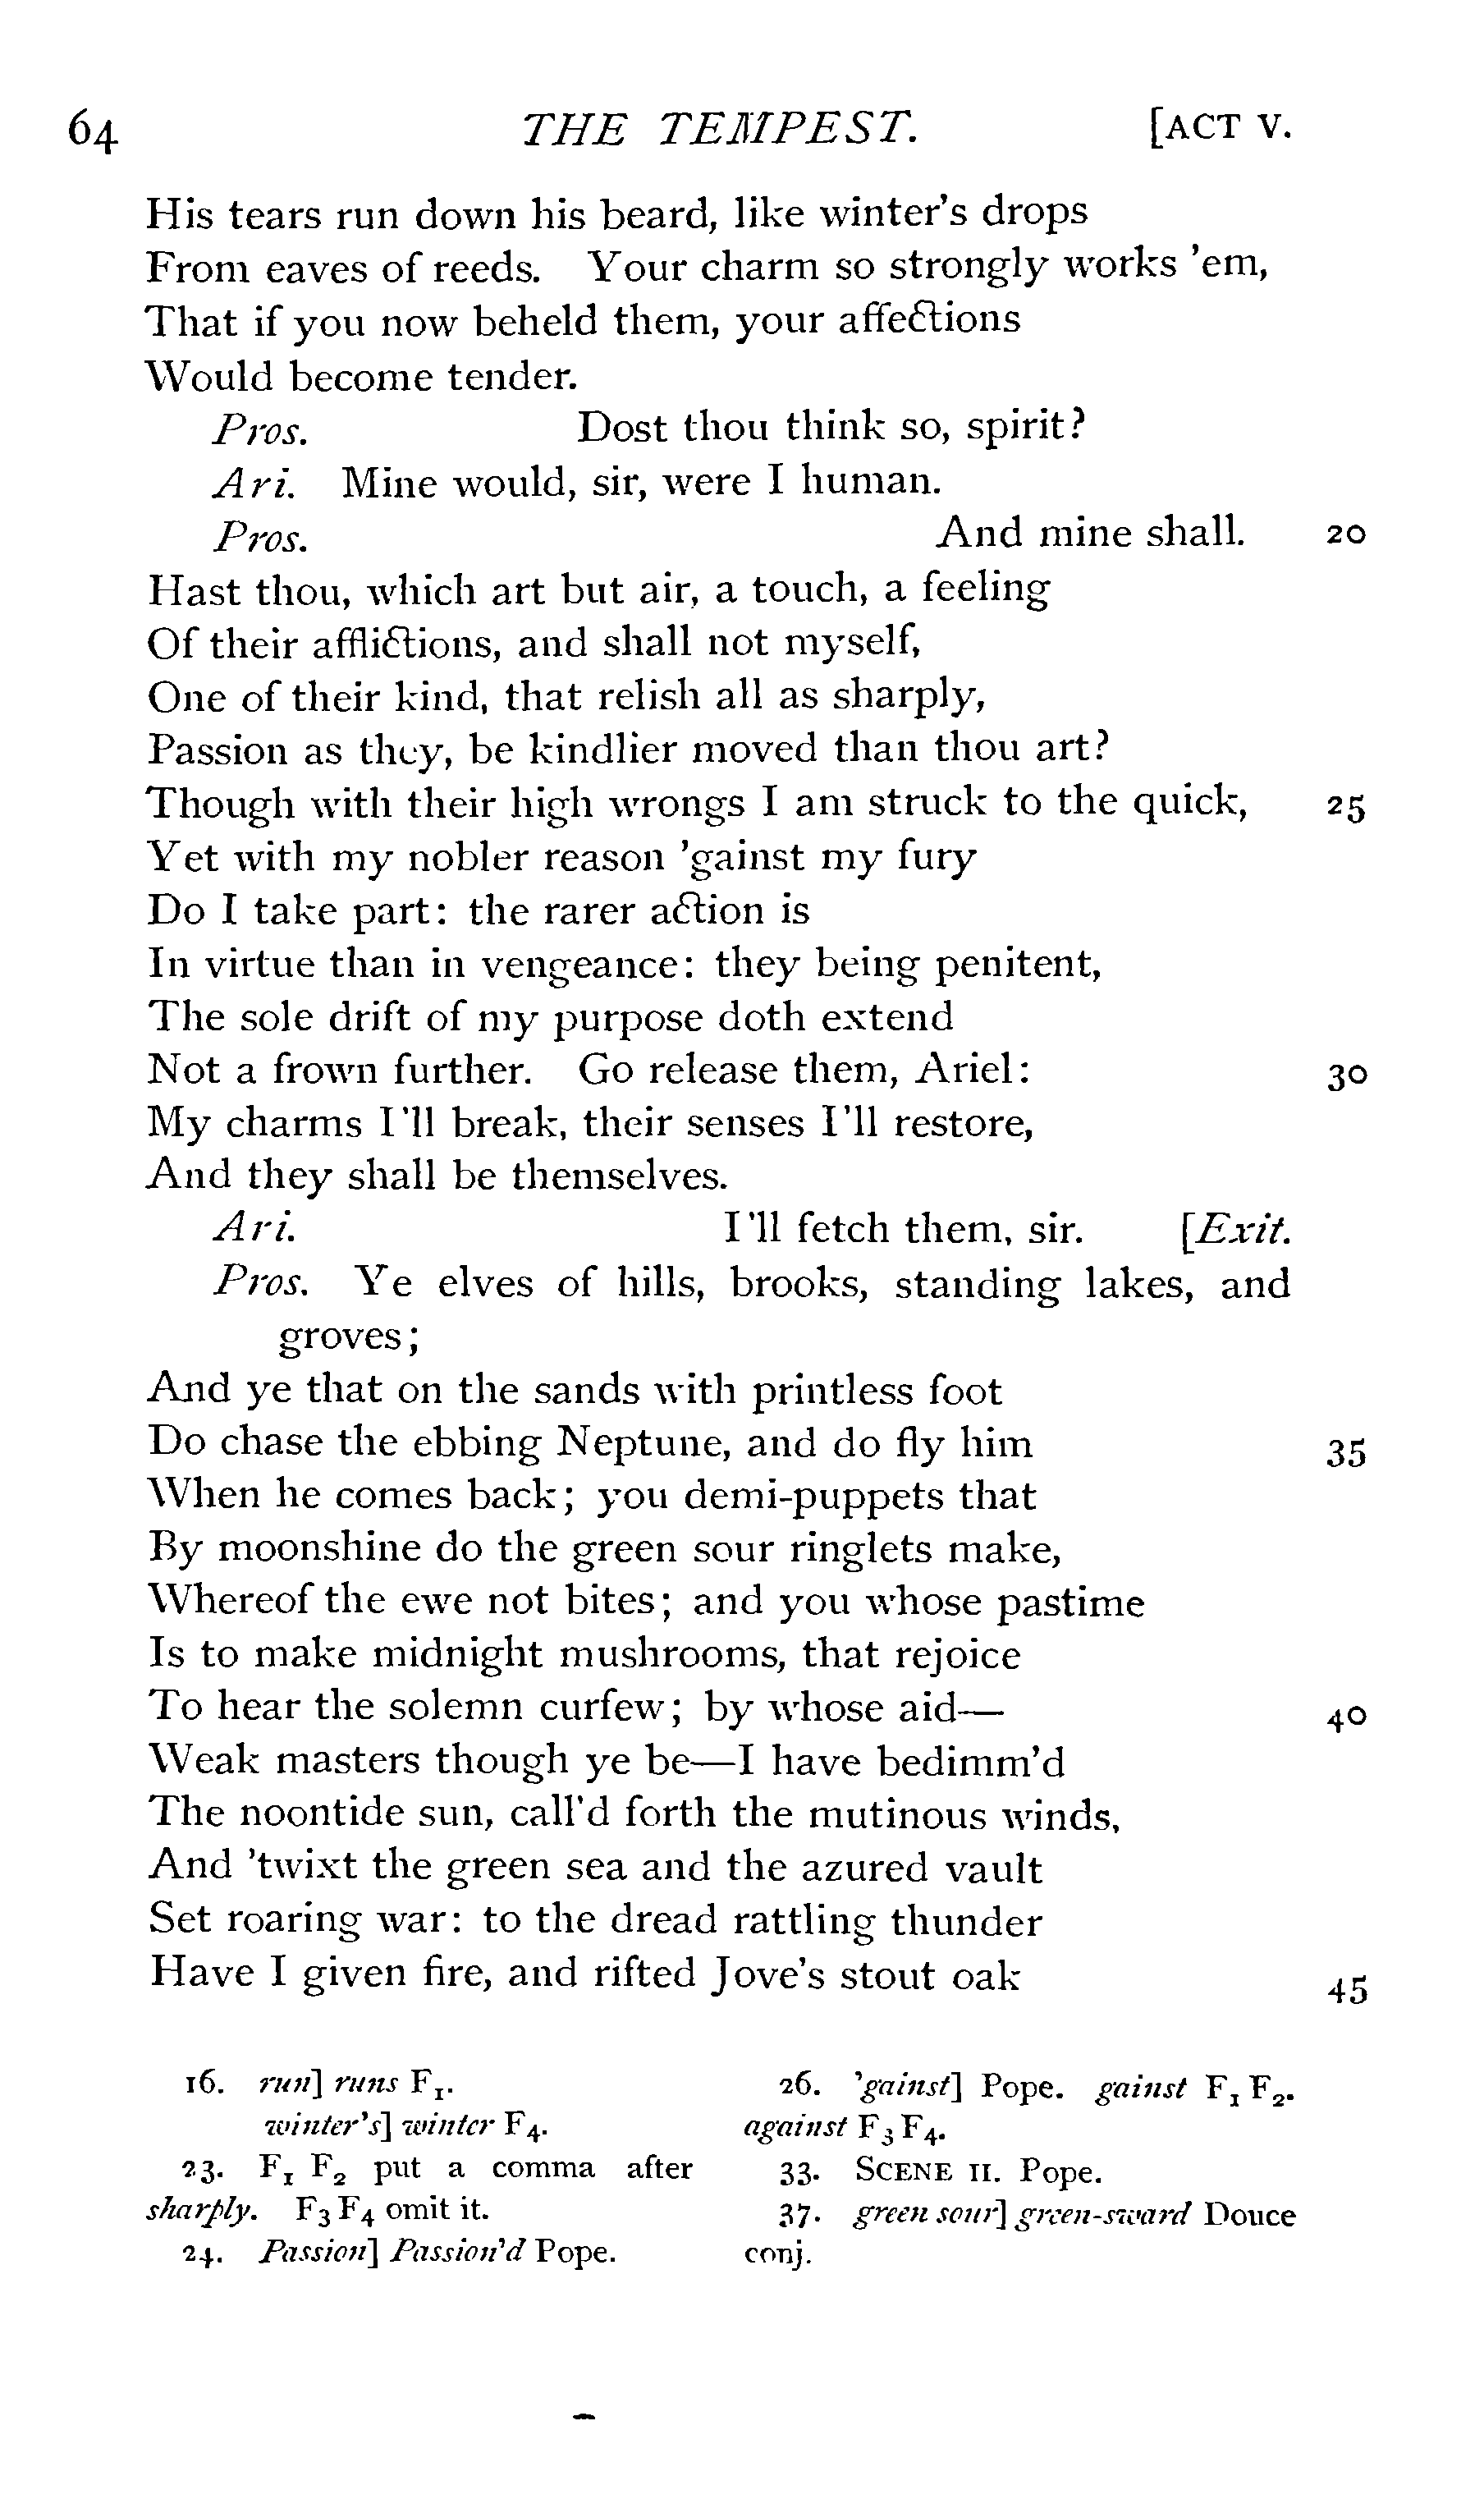 64 THE TEMPEST. [ACT V.
His tears run down his beard, like winter's drops
From eaves of reeds. Your charm so strongly works 'em,
That if you now beheld them, your affections
Would become tender.
Pros. Dost thou think so, spirit?
Ari. Mine would, sir, were I human.
Pros. And mine shall. 20
Hast thou, which art but air, a touch, a feeling
Of their afflictions, and shall not myself,
One of their kind, that relish all as sharply,
Passion as they, be kindlier moved than thou art?
Though with their high wrongs I am struck to the quick, 25
Yet with my nobler reason 'gainst my fury
Do I take part: the rarer action is
In virtue than in vengeance: they being penitent,
The sole drift of my purpose doth extend
Not a frown further. Go release them, Ariel: 30
My charms I'll break, their senses I'll restore,
And they shall be themselves.
Ari. I'll fetch them, sir. [Exit.
Pros. Ye elves of hills, brooks, standing lakes, and
groves;
And ye that on the sands with printless foot
Do chase the ebbing Neptune, and do fly him 35
When he comes back; you demi-puppets that
By moonshine do the green sour ringlets make,
Whereof the ewe not bites; and you whose pastime
Is to make midnight mushrooms, that rejoice
To hear the solemn curfew; by whose aid— 40
Weak masters though ye be—I have bedimm'd
The noontide sun, call'd forth the mutinous winds,
And 'twixt the green sea and the azured vault
Set roaring war: to the dread rattling thunder
Have I given fire, and rifted Jove's stout oak 45
16. run] runs F1.
winter's] winter F4.
23. F1 F2 put a comma after
sharply. F3 F4 omit it.
24. Passion] Passion'd Pope.
26. 'gainst] Pope. gainst F1 F2.
against F3 F4.
33. SCENE II. Pope.
37. green sour] green-sward Douce
conj.